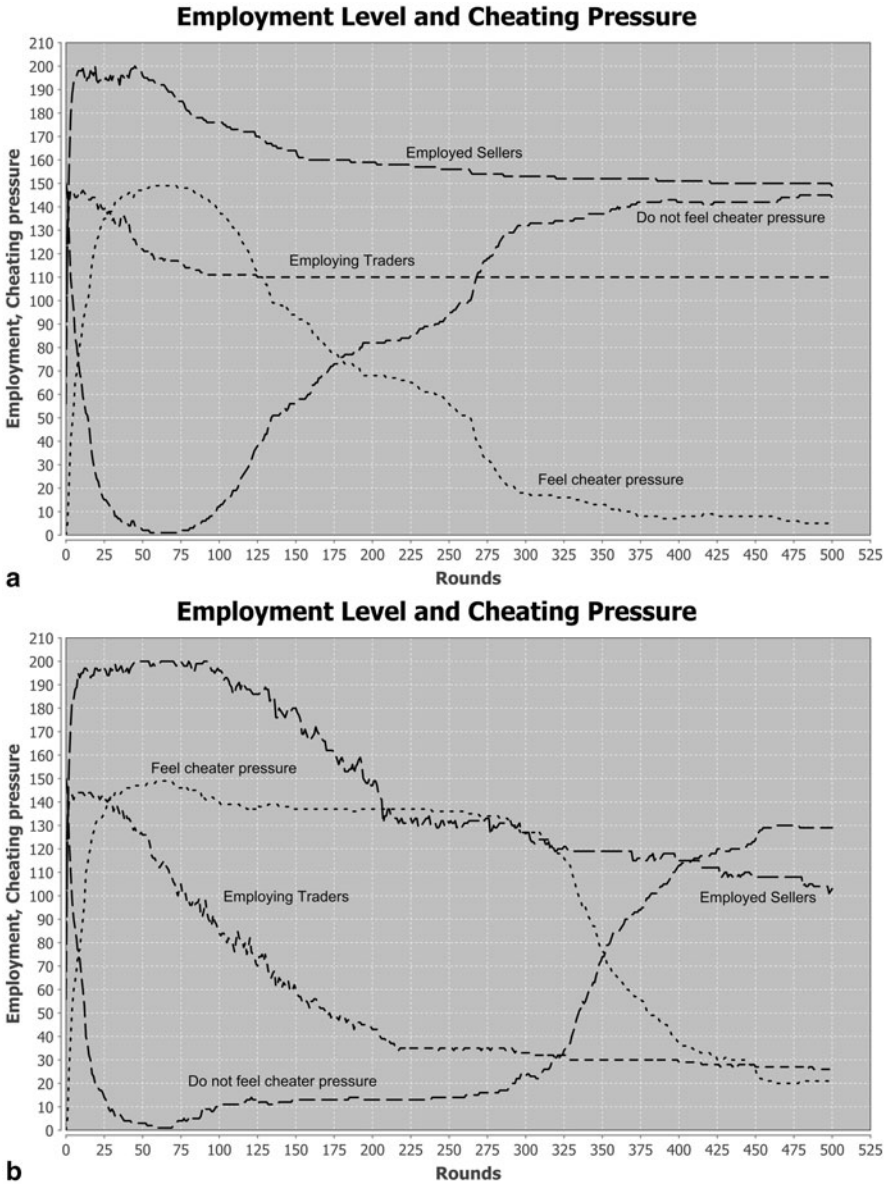 Employment Level and Cheating Pressure
Employment, Cheating pressure
210
200
190
180
170
160
150
140
130
120
110
100
90
80
70
60
50
40
30
20
10
0
Employed Sellers
Do not feel cheater pressure
Employing Traders
Feel cheater pressure
0 25 50 75 100 125 150 175 200 225 250 275 300 325 350 375 400 425 450 475 500 525
Rounds
a
Employment Level and Cheating Pressure
Employment, Cheating pressure
210
200
190
180
170
160
150
140
130
120
110
100
90
80
70
60
50
40
30
20
10
0
Feel cheater pressure
Employing Traders
Employed Sellers
Do not feel cheater pressure
0 25 50 75 100 125 150 175 200 225 250 275 300 325 350 375 400 425 450 475 500 525
Rounds
b